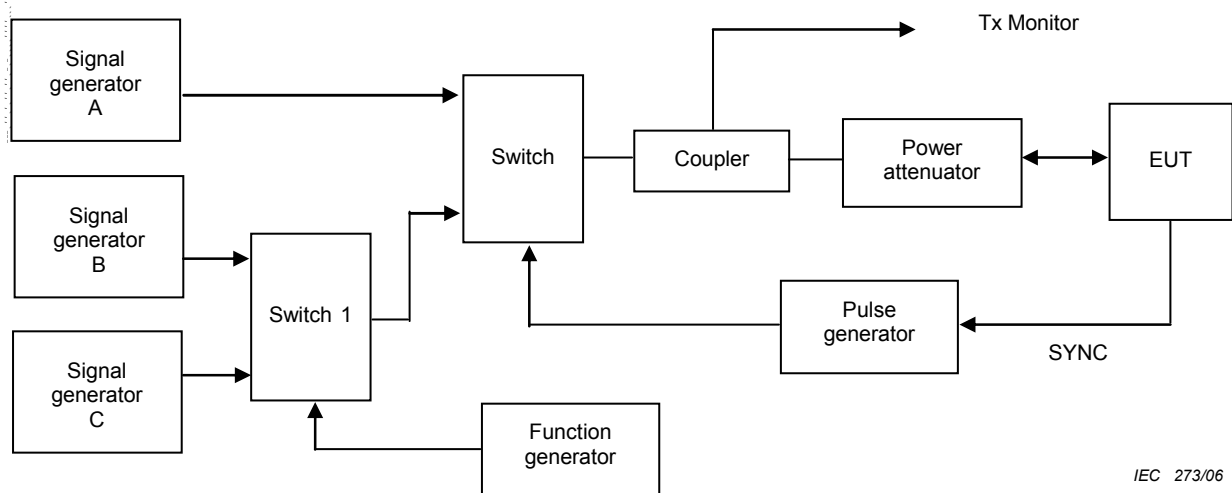 Signal
generator
A
Tx Monitor
Switch
Coupler
Power
attenuator
EUT
Signal
generator
B
Switch 1
Pulse
generator
SYNC
Signal
generator
C
Function
generator
IEC 273/06